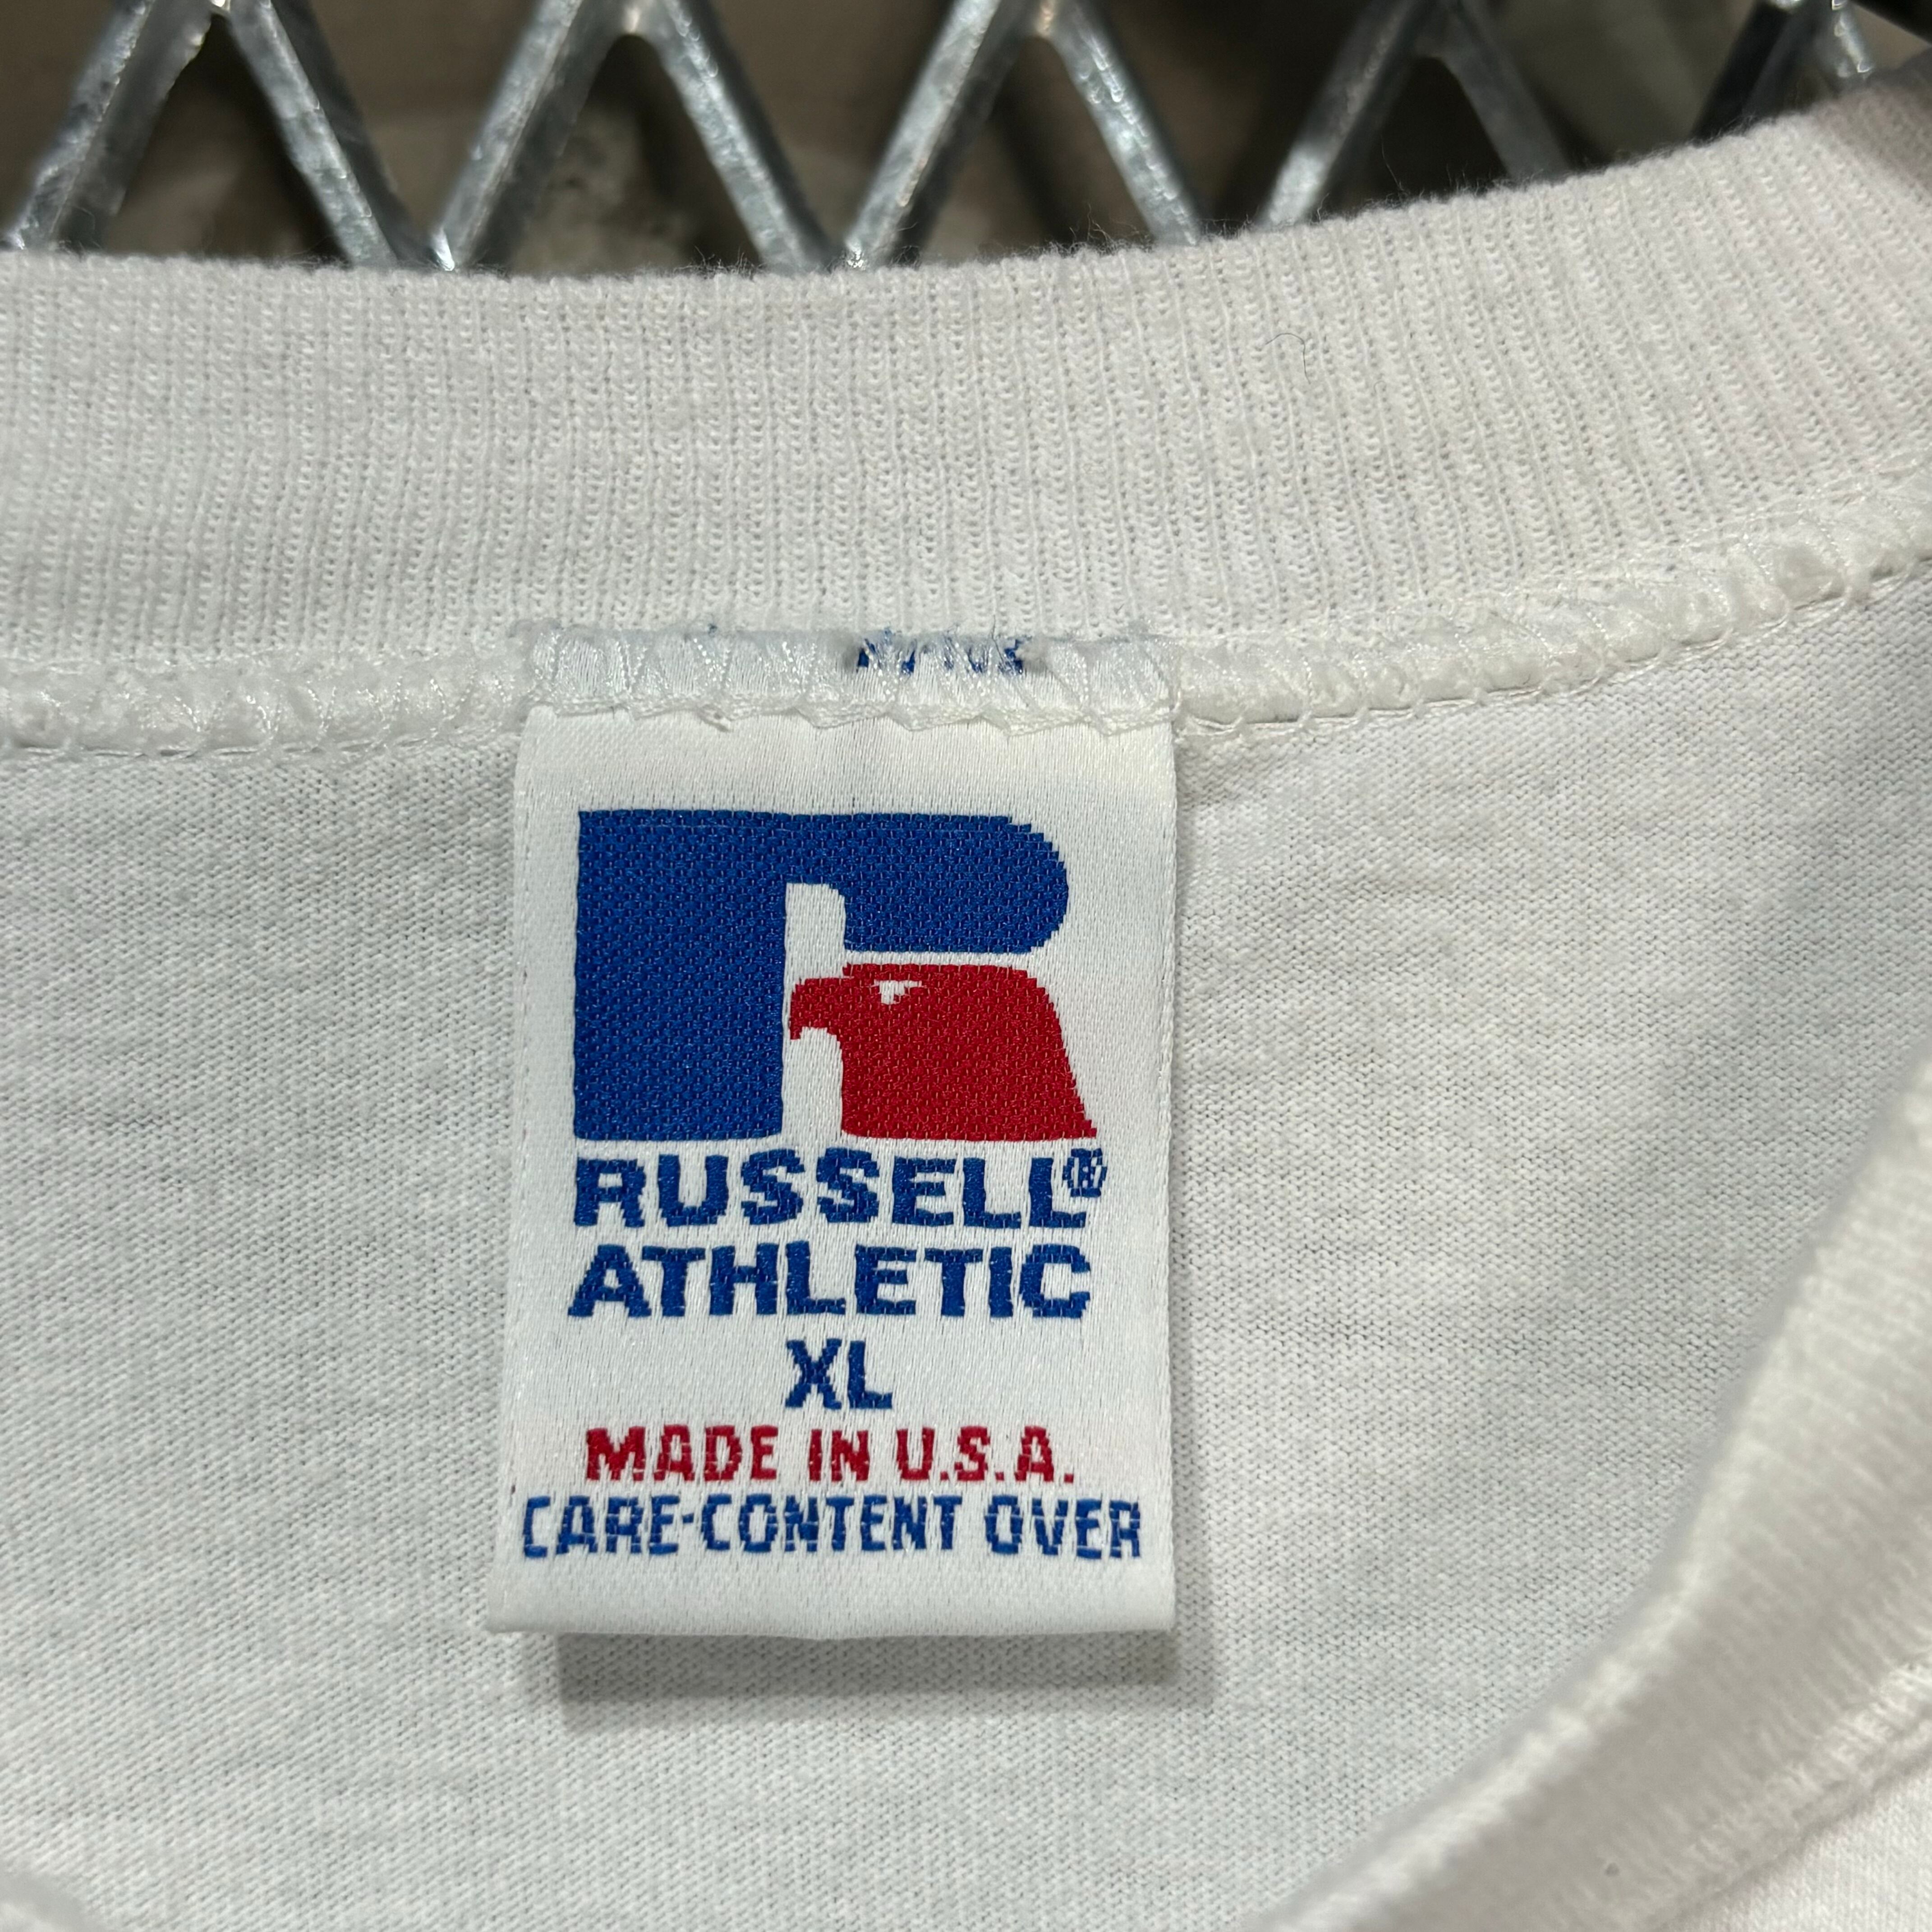 RUSSELL®
ATHLETIC
XL
MADE IN U.S.A.
CARE-CONTENT OVER